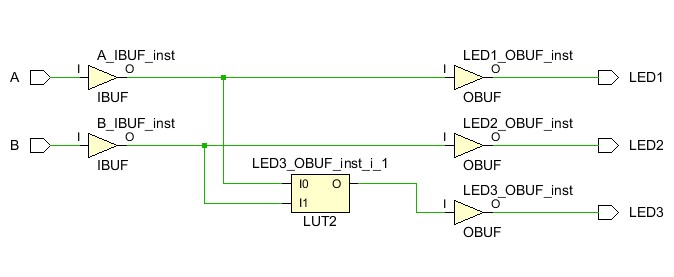 A_IBUF_inst
LED1_OBUF_inst
A
I
O
I
O
LED1
IBUF
OBUF
B_IBUF_inst
LED2_OBUF_inst
B
I
O
I
O
LED2
IBUF
LED3_OBUF_inst_i_1
OBUF
I0
O
I1
LUT2
LED3_OBUF_inst
I
O
LED3
OBUF